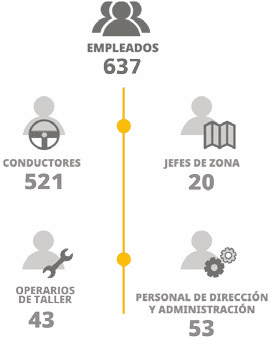 EMPLEADOS
637
CONDUCTORES
521
JEFES DE ZONA
20
OPERARIOS
DE TALLER
43
PERSONAL DE DIRECCIÓN
Y ADMINISTRACIÓN
53